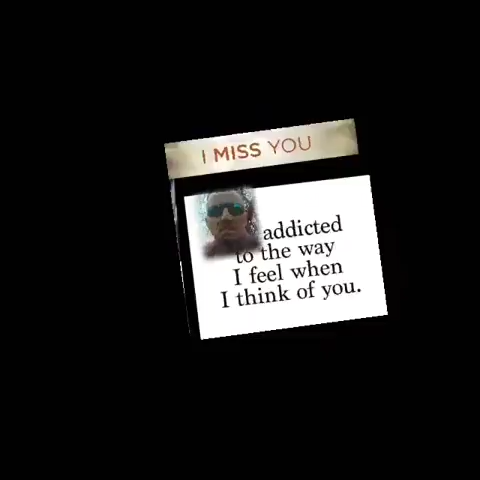 I MISS YOU
addicted
to the way
I feel when
I think of you.